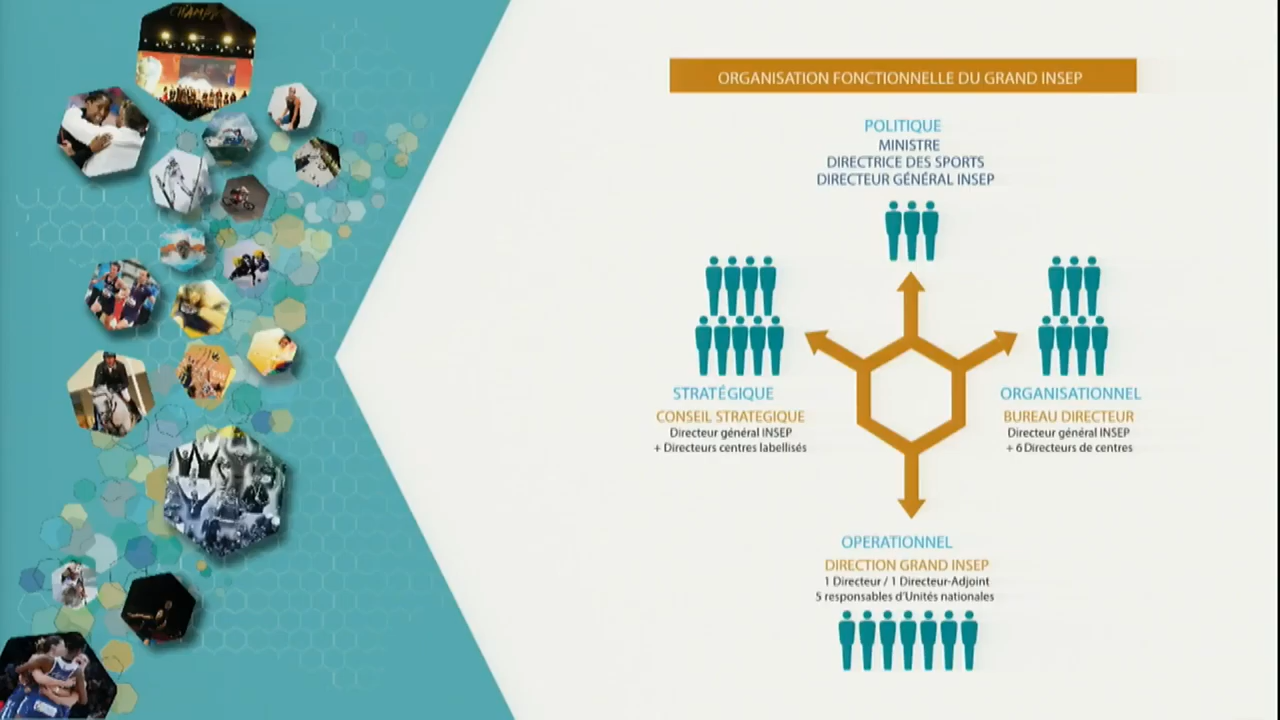 ORGANISATION FONCTIONNELLE DU GRAND INSEP
POLITIQUE
MINISTRE
DIRECTRICE DES SPORTS
DIRECTEUR GÉNÉRAL INSEP
STRATÉGIQUE
CONSEIL STRATEGIQUE
Directeur général INSEP
+ Directeurs centres labellisés
ORGANISATIONNEL
BUREAU DIRECTEUR
Directeur général INSEP
+ 6 Directeurs de centres
OPERATIONNEL
DIRECTION GRAND INSEP
1 Directeur / 1 Directeur-Adjoint
5 responsables d'Unités nationales